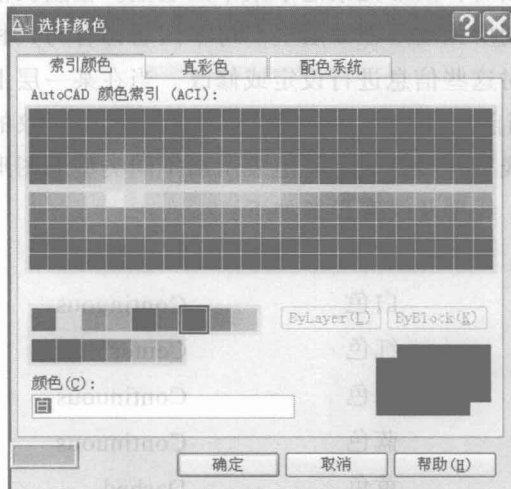 选择颜色
索引颜色 真彩色 配色系统
AutoCAD 颜色索引 (ACI):
ByLayer(L) ByBlock(K)
颜色(C):
白
确定 取消 帮助(H)